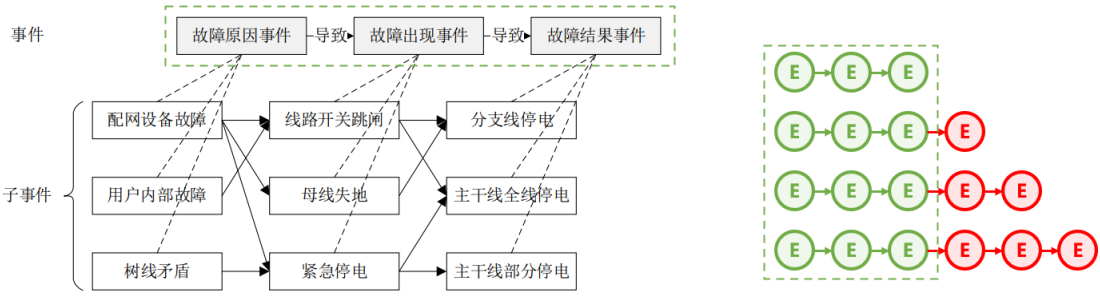 事件
故障原因事件 导致 故障出现事件 导致 故障结果事件
子事件
配网设备故障 线路开关跳闸 分支线停电
用户内部故障 母线失地 主干线全线停电
树线矛盾 紧急停电 主干线部分停电
E E E
E E E E
E E E E E
E E E E E E